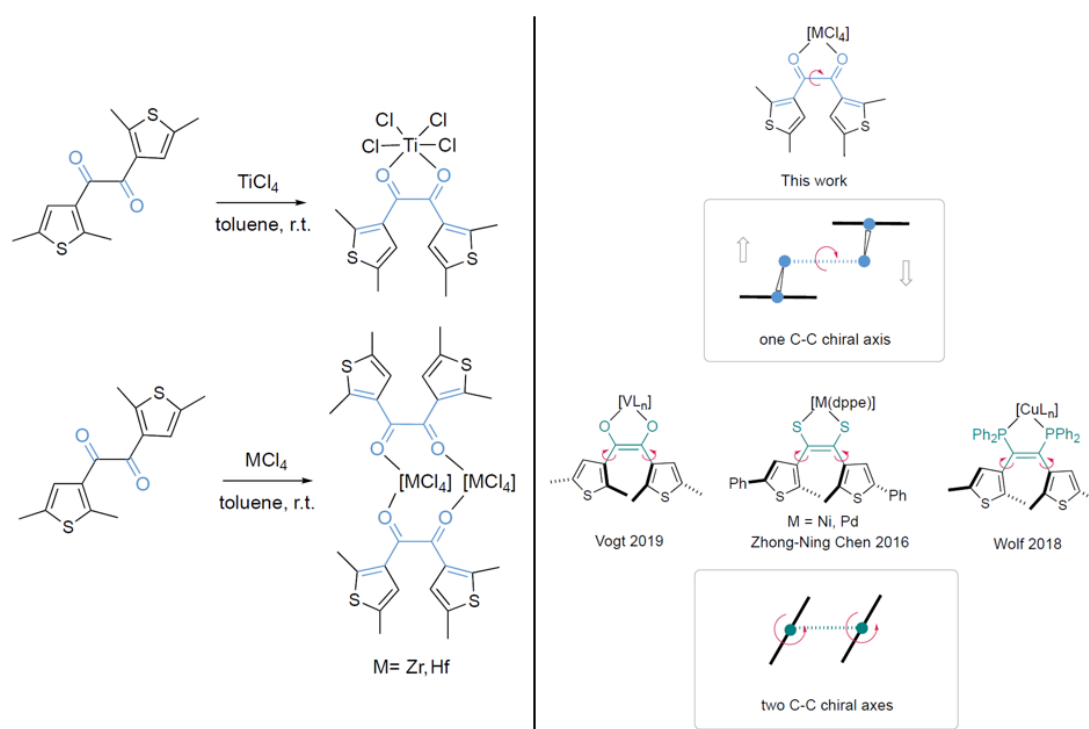 S
O
O
S
TiCl4
toluene, r.t.
Cl
Cl
Cl
Ti
Cl
O
O
S
S
S
O
O
S
MCl4
toluene, r.t.
S
S
O
O
[MCl4]
[MCl4]
O
O
S
S
M= Zr, Hf
[MCl4]
O
O
S
S
This work
one C-C chiral axis
[VLn]
O
O
S
S
Vogt 2019
[M(dppe)]
S
S
Ph
S
S
Ph
M = Ni, Pd
Zhong-Ning Chen 2016
[CuLn]
Ph2P
PPh2
S
S
Wolf 2018
two C-C chiral axes